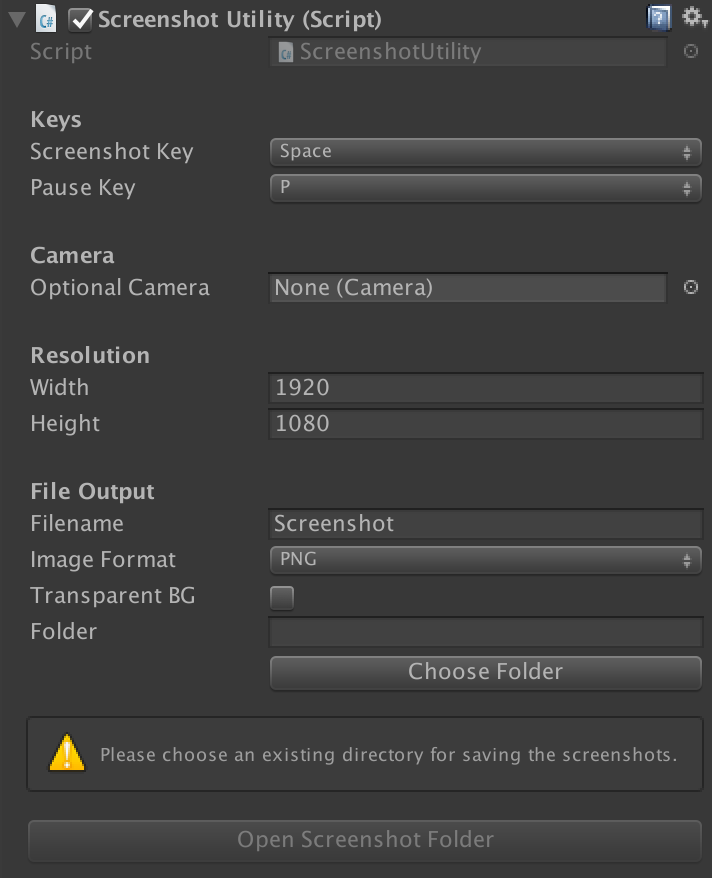 Screenshot Utility (Script)
Script ScreenshotUtility
Keys
Screenshot Key Space
Pause Key P
Camera
Optional Camera None (Camera)
Resolution
Width 1920
Height 1080
File Output
Filename Screenshot
Image Format PNG
Transparent BG
Folder
Choose Folder
Please choose an existing directory for saving the screenshots.
Open Screenshot Folder